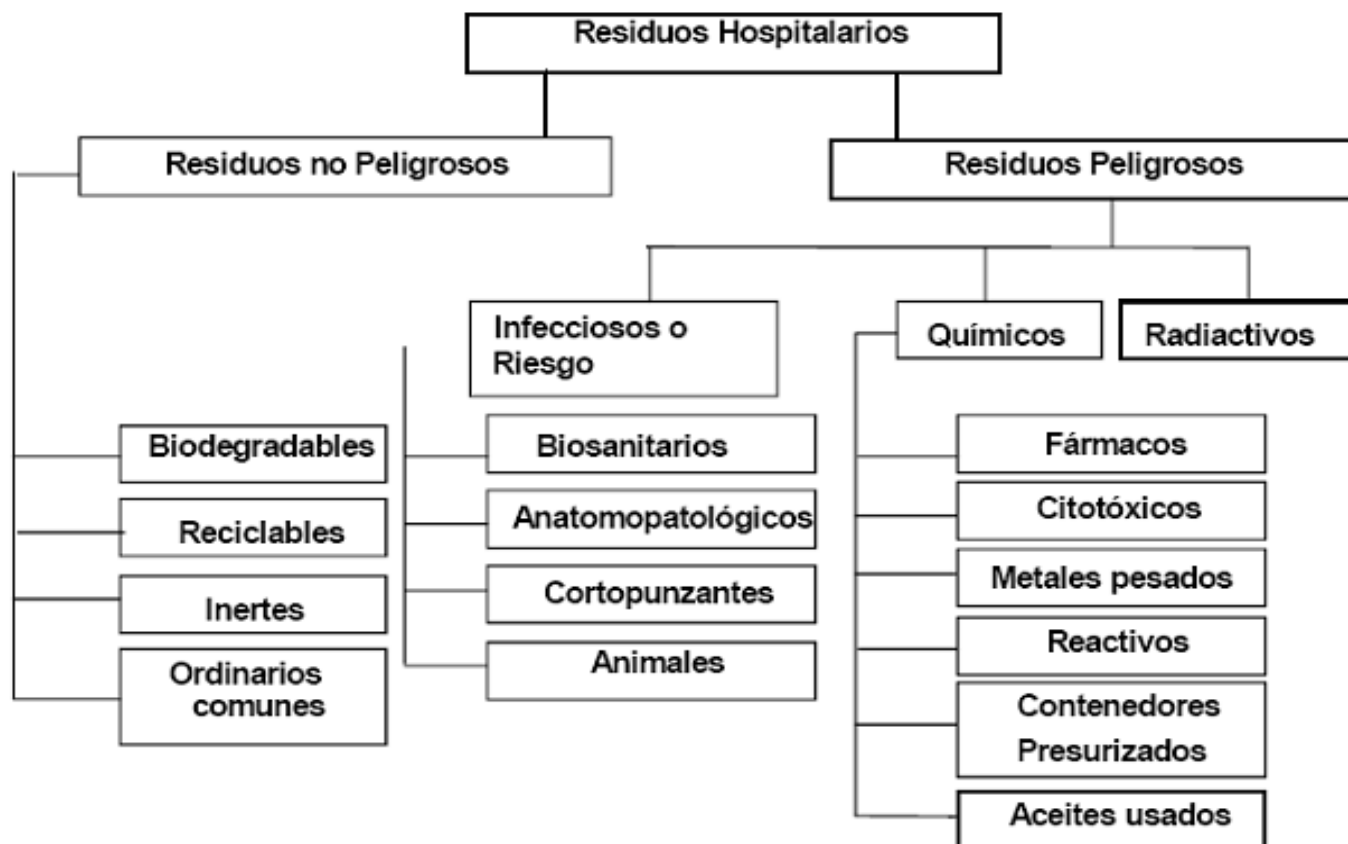 Residuos Hospitalarios
Residuos no Peligrosos
Residuos Peligrosos
Infecciosos o
Riesgo
Químicos
Radiactivos
Biodegradables
Reciclables
Inertes
Ordinarios
comunes
Biosanitarios
Anatomopatológicos
Cortopunzantes
Animales
Fármacos
Citotóxicos
Metales pesados
Reactivos
Contenedores
Presurizados
Aceites usados